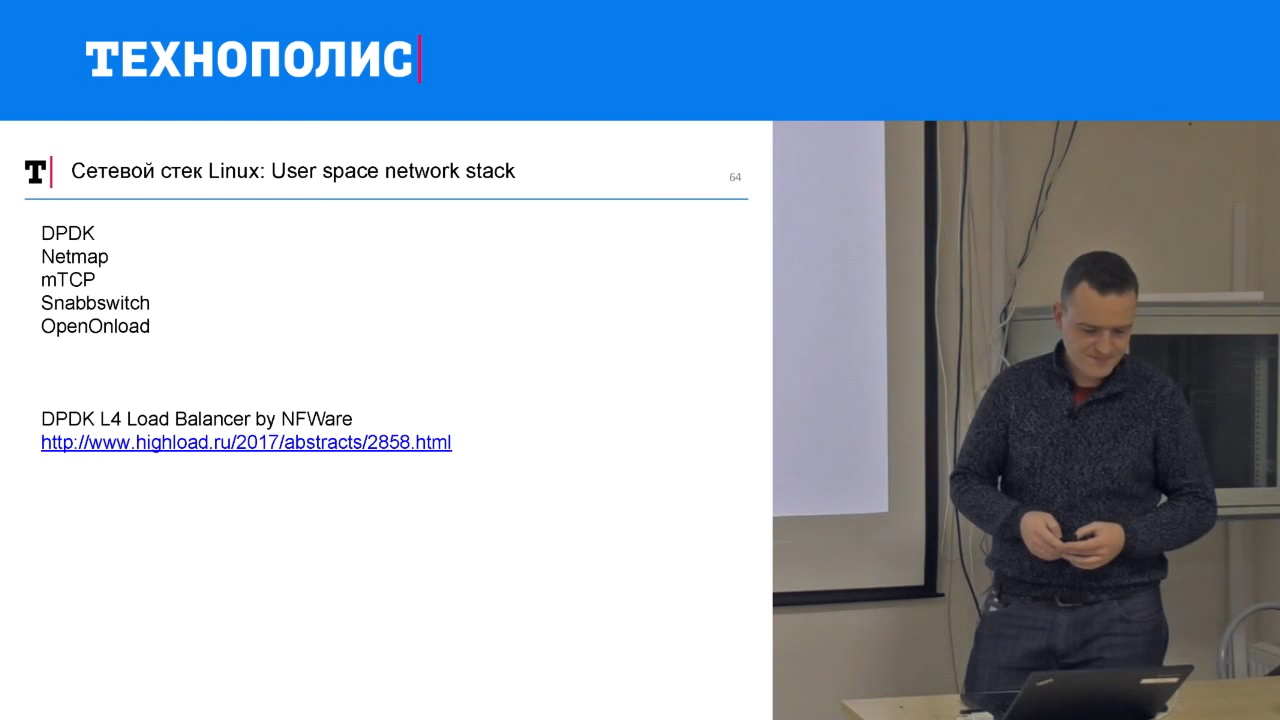 ТЕХНОПОЛИС
Т
Сетевой стек Linux: User space network stack
64
DPDK
Netmap
mTCP
Snabbswitch
OpenOnload
DPDK L4 Load Balancer by NFWare
http://www.highload.ru/2017/abstracts/2858.html